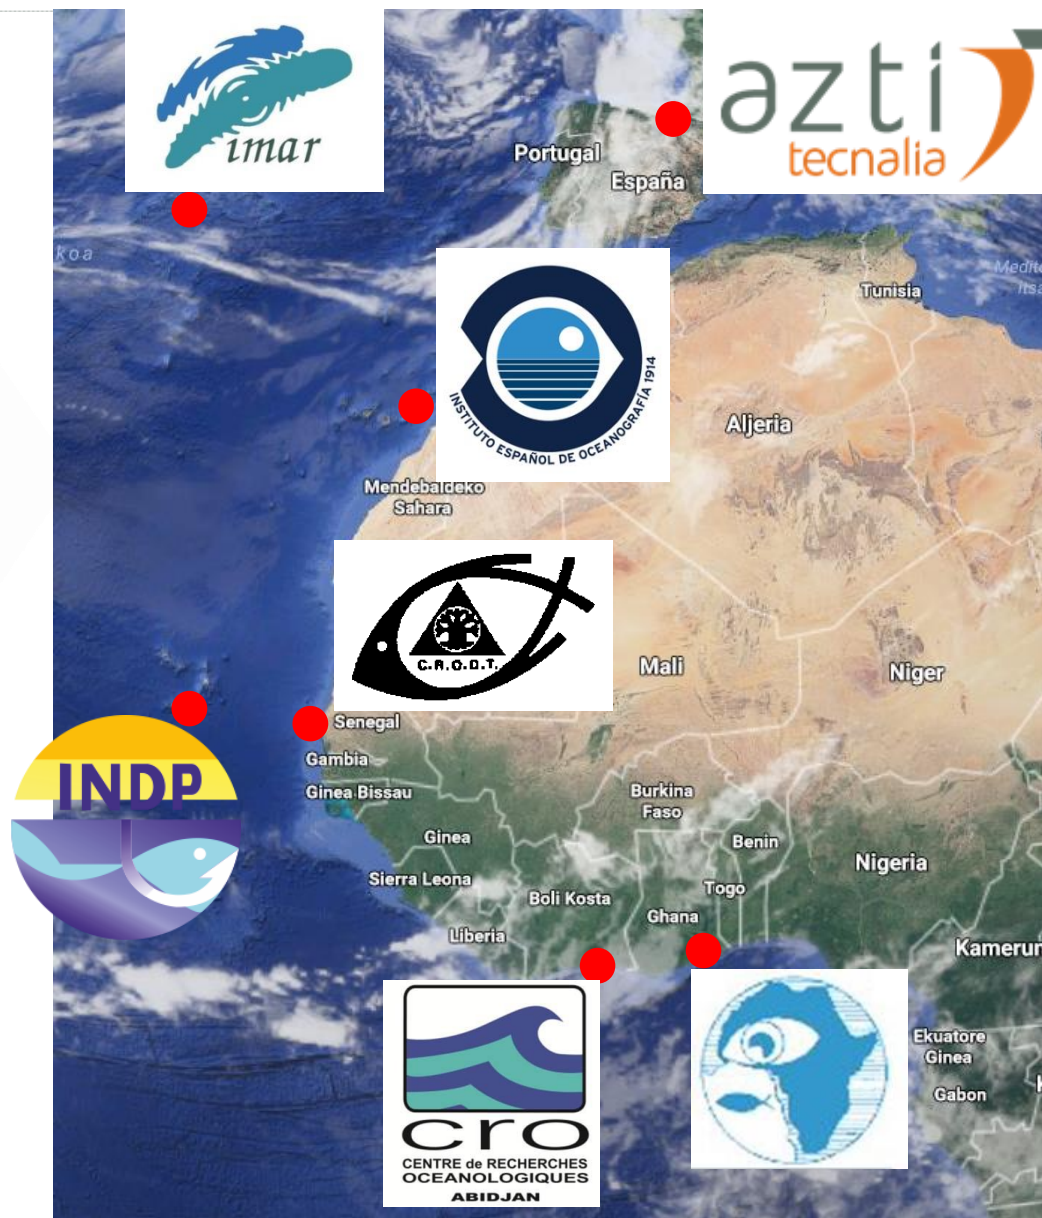 imar
azti
tecnalia
Portugal
España
koa
Tunisia
INSTITUTO ESPAÑOL DE OCEANOGRAFÍA 1914
Aljeria
Mendebaldeko
Sahara
C.R.O.D.T.
Mali
Niger
Senegal
Gambia
INDP
Ginea Bissau
Burkina
Faso
Ginea
Benin
Nigeria
Sierra Leona
Togo
Boli Kosta
Ghana
Liberia
Kamerun
Ekuatore
Ginea
Gabon
cro
CENTRE de RECHERCHES
OCEANOLOGIQUES
ABIDJAN